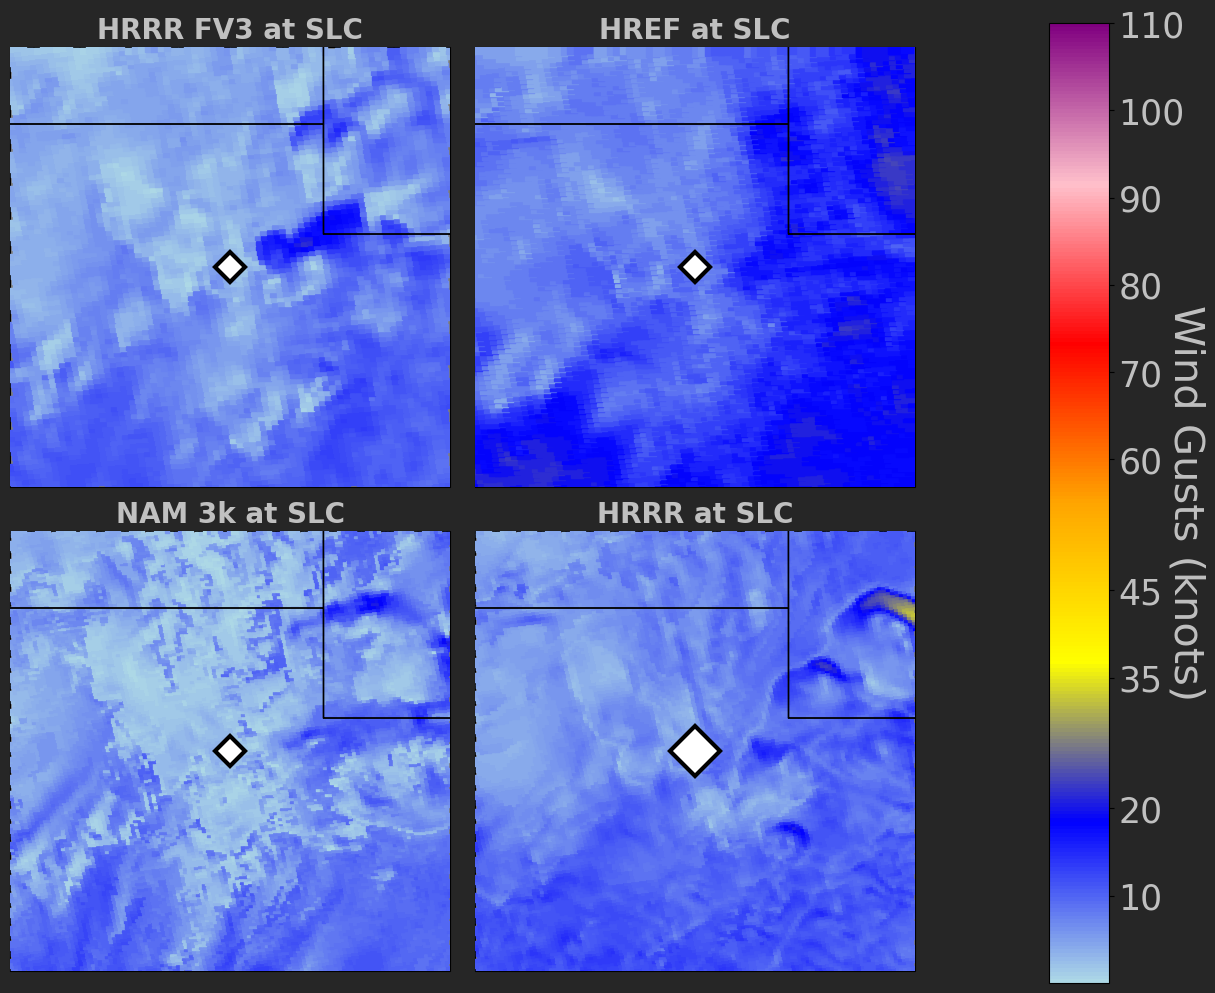 HRRR FV3 at SLC
HREF at SLC
NAM 3k at SLC
HRRR at SLC
110
100
90
80
70
60
45
35
20
10
Wind Gusts (knots)